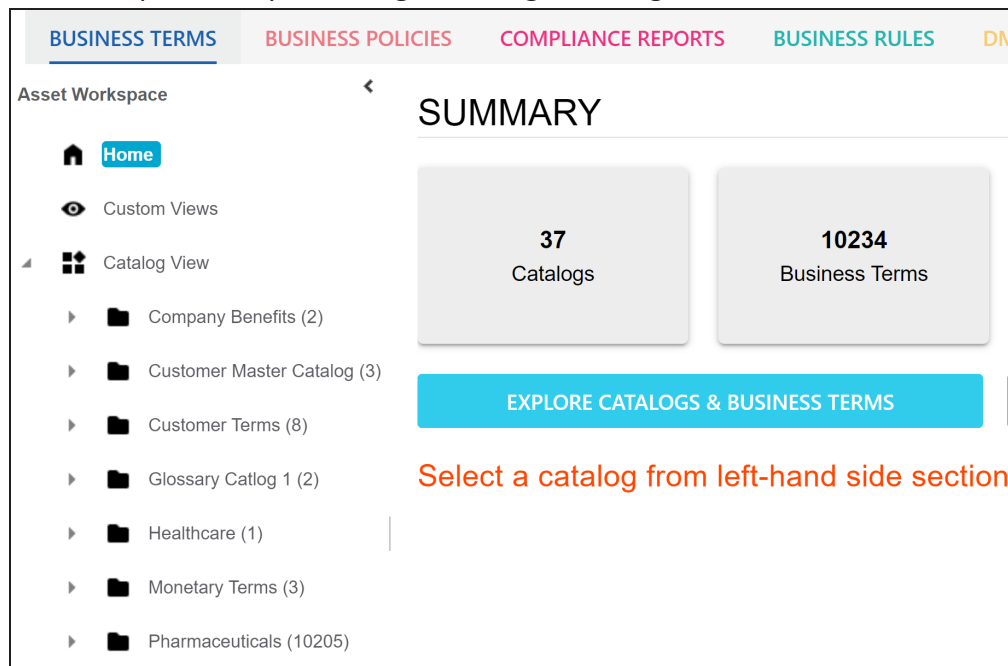 BUSINESS TERMS BUSINESS POLICIES COMPLIANCE REPORTS BUSINESS RULES
Asset Workspace
Home
Custom Views
Catalog View
Company Benefits (2)
Customer Master Catalog (3)
Customer Terms (8)
Glossary Catlog 1 (2)
Healthcare (1)
Monetary Terms (3)
Pharmaceuticals (10205)
SUMMARY
37
Catalogs
10234
Business Terms
EXPLORE CATALOGS & BUSINESS TERMS
Select a catalog from left-hand side section